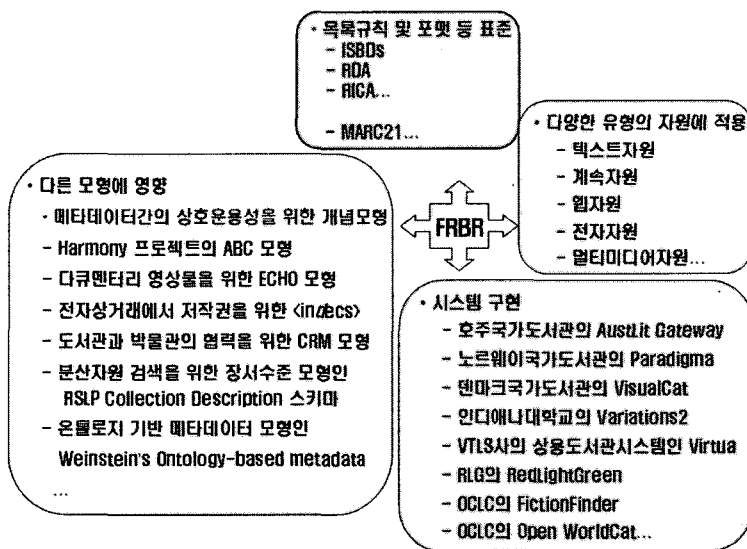 · 목록규칙 및 포맷 등 표준
– ISBDs
– RDA
– RICA...
– MARC21...
· 다양한 유형의 자원에 적용
– 텍스트자원
– 계속자원
– 웹자원
– 전자자원
– 멀티미디어자원...
· 다른 모형에 영향
· 메타데이터간의 상호운용성을 위한 개념모형
– Harmony 프로젝트의 ABC 모형
– 다큐멘터리 영상물을 위한 ECHO 모형
– 전자상거래에서 저작권을 위한 <indecs>
– 도서관과 박물관의 협력을 위한 CRM 모형
– 분산자원 검색을 위한 장서수준 모형인
RSLP Collection Description 스키마
– 온톨로지 기반 메타데이터 모형인
Weinstein's Ontology-based metadata
...
FRBR
· 시스템 구현
– 호주국가도서관의 AustLit Gateway
– 노르웨이국가도서관의 Paradigma
– 덴마크국가도서관의 VisualCat
– 인디애나대학교의 Variations2
– VTLS사의 상용도서관시스템인 Virtua
– RLG의 RedLightGreen
– OCLC의 FictionFinder
– OCLC의 Open WorldCat...